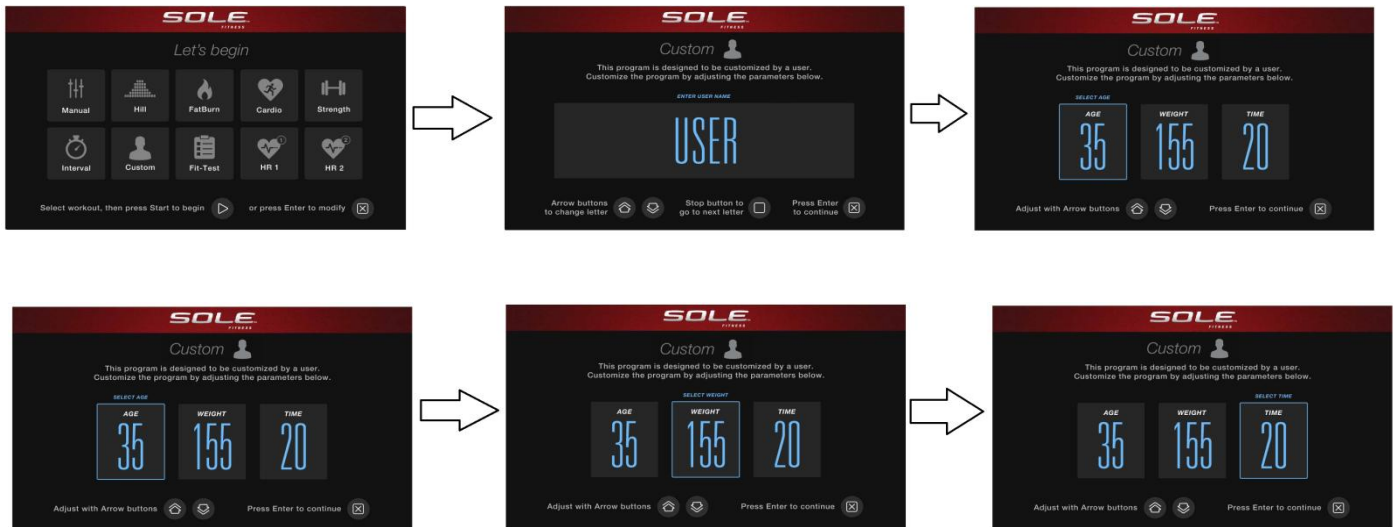 SOLE
FITNESS
Let's begin
Manual
Hill
FatBurn
Cardio
Strength
Interval
Custom
Fit-Test
1
HR 1
2
HR 2
Select workout, then press Start to begin or press Enter to modify
SOLE
FITNESS
Custom
This program is designed to be customized by a user.
Customize the program by adjusting the parameters below.
ENTER USER NAME
USER
Arrow buttons
to change letter
Stop button to
go to next letter
Press Enter
to continue
SOLE
FITNESS
Custom
This program is designed to be customized by a user.
Customize the program by adjusting the parameters below.
SELECT AGE
AGE
35
WEIGHT
155
TIME
20
Adjust with Arrow buttons Press Enter to continue
SOLE
FITNESS
Custom
This program is designed to be customized by a user.
Customize the program by adjusting the parameters below.
SELECT AGE
AGE
35
WEIGHT
155
TIME
20
Adjust with Arrow buttons Press Enter to continue
SOLE
FITNESS
Custom
This program is designed to be customized by a user.
Customize the program by adjusting the parameters below.
SELECT WEIGHT
AGE
35
WEIGHT
155
TIME
20
Adjust with Arrow buttons Press Enter to continue
SOLE
FITNESS
Custom
This program is designed to be customized by a user.
Customize the program by adjusting the parameters below.
SELECT TIME
AGE
35
WEIGHT
155
TIME
20
Adjust with Arrow buttons Press Enter to continue